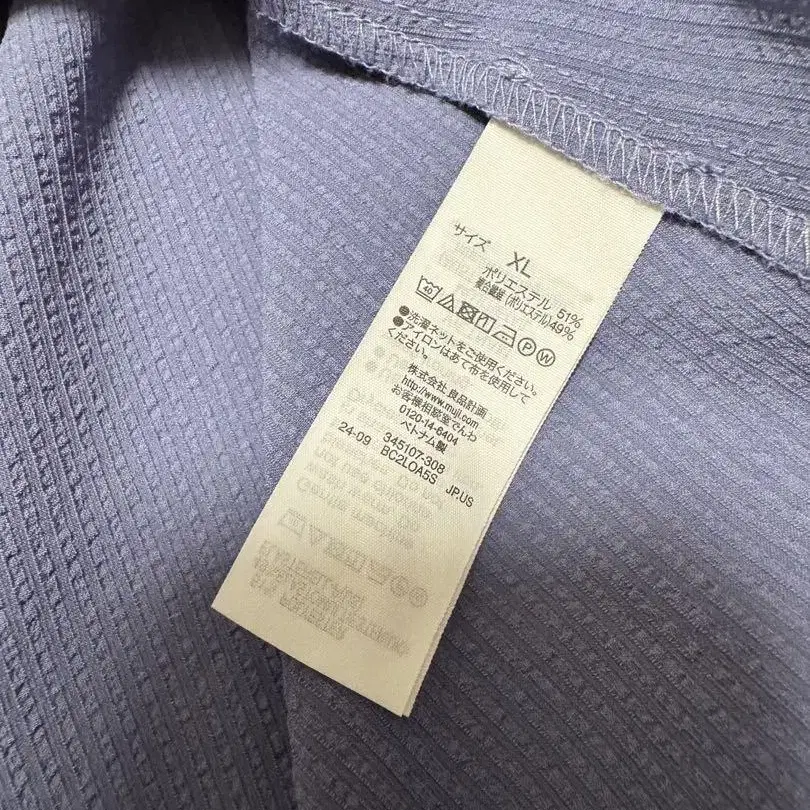 サイズ XL
ポリエステル 51%
複合繊維(ポリエステル)49%
40
P W
●洗濯ネットをご使用ください。
●アイロンはあて布を使用して
ください。
株式会社 良品計画
http://www.muji.com
お客様相談室でんわ
0120-14-6404
ベトナム製
345107-308
24-09 BC2LOA5S JP.US